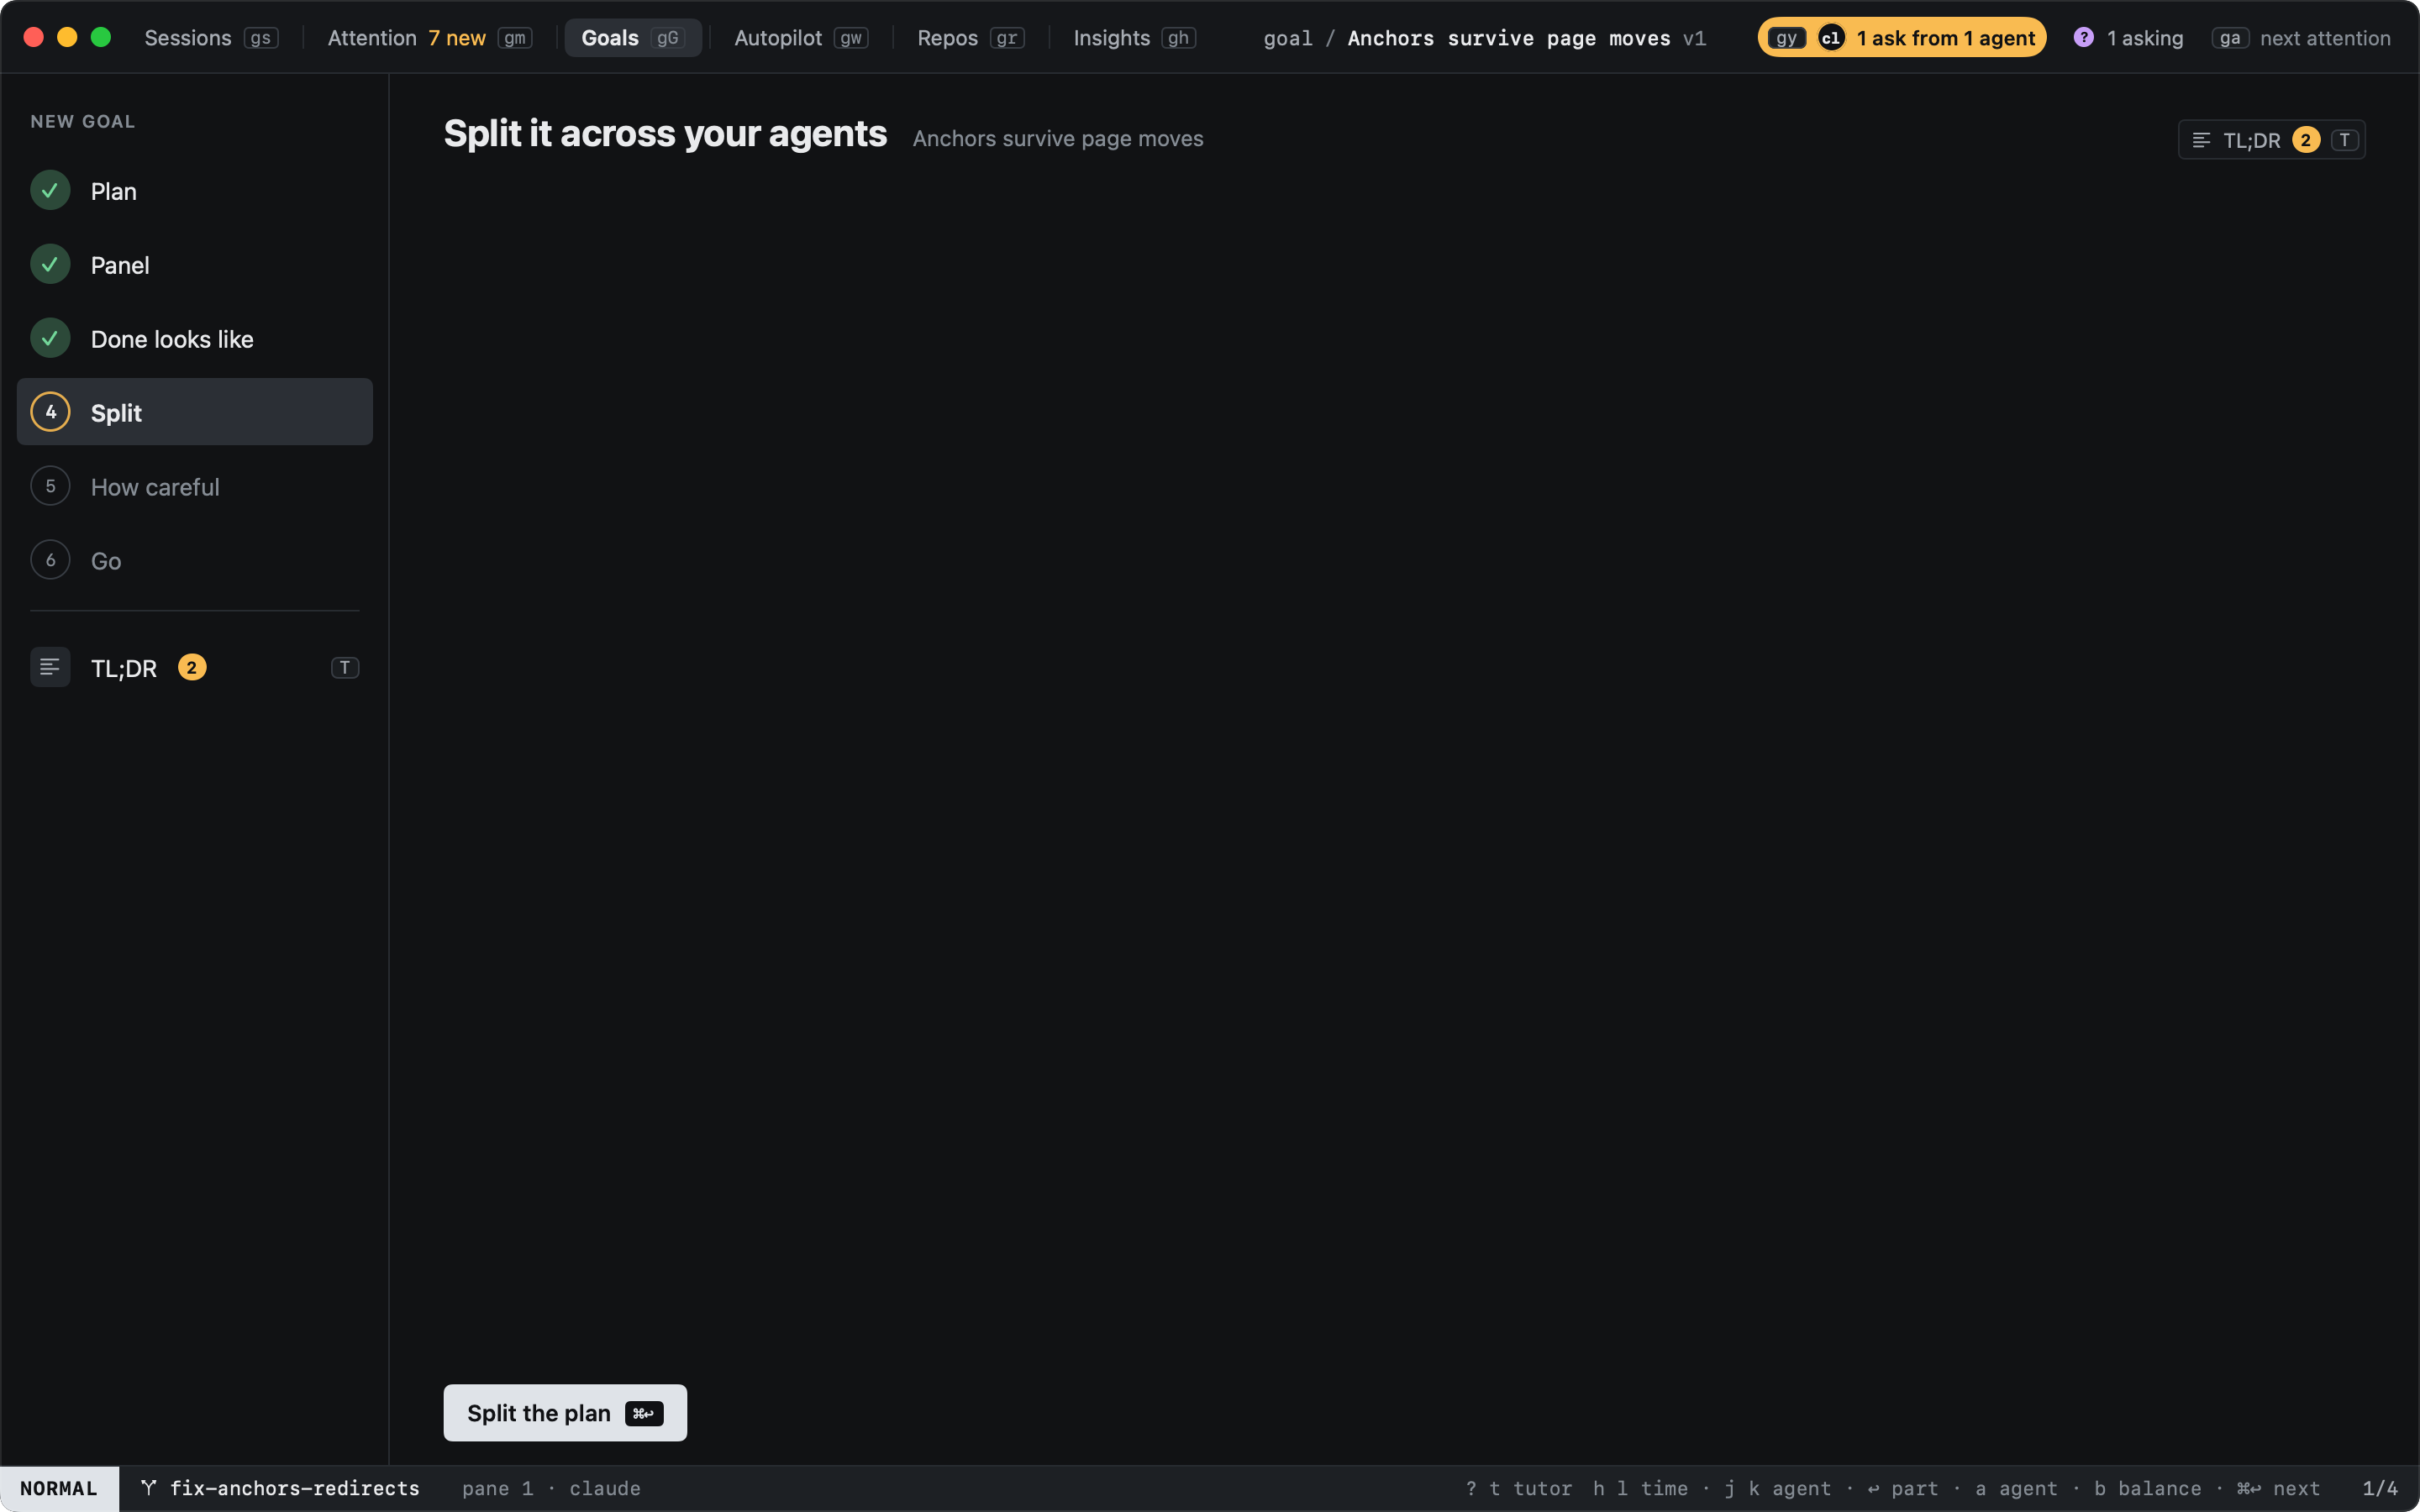 Sessions gs Attention 7 new gm Goals gG Autopilot gw Repos gr Insights gh goal / Anchors survive page moves v1 gy cl 1 ask from 1 agent ? 1 asking ga next attention
NEW GOAL
Plan
Panel
Done looks like
4 Split
5 How careful
6 Go
TL;DR 2 T
Split it across your agents Anchors survive page moves
TL;DR 2 T
Split the plan ⌘↩
NORMAL fix-anchors-redirects pane 1 · claude ? t tutor h l time · j k agent · ↩ part · a agent · b balance · ⌘↩ next 1/4